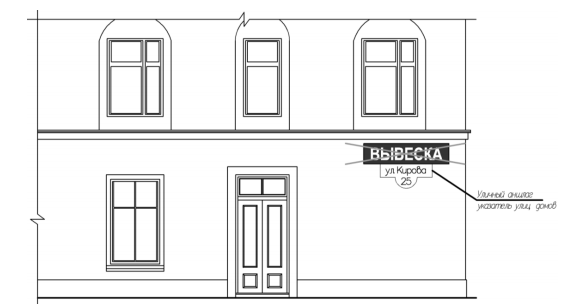 ВЫВЕСКА
ул.Кирова
25
Уличный аншлаг
указатель улиц домов